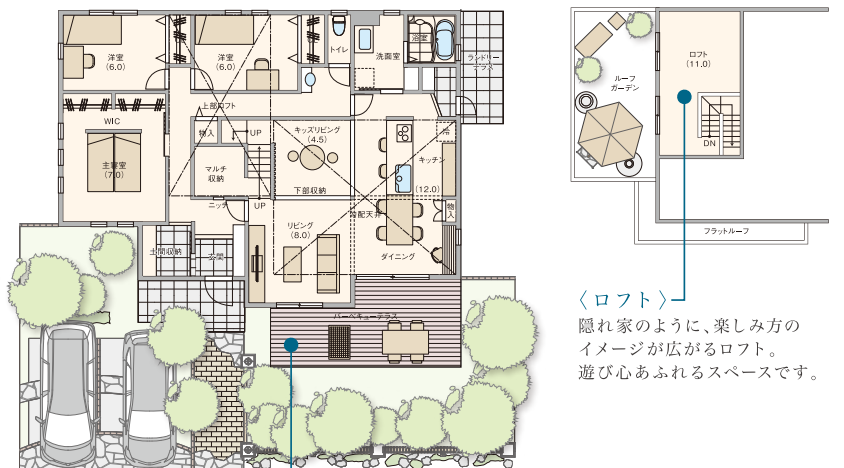 洋室
(6.0)
洋室
(6.0)
トイレ
洗面室
浴室
ランドリー
テラス
上部ロフト
WIC
物入
UP
キッズリビング
(4.5)
冷
キッチン
(12.0)
主寝室
(7.0)
マルチ
収納
下部収納
ニッチ
UP
勾配天井
物入
リビング
(8.0)
ダイニング
土間収納
玄関
バーベキューテラス
ロフト
(11.0)
ルーフ
ガーデン
DN
フラットルーフ
〈ロフト〉
隠れ家のように、楽しみ方の
イメージが広がるロフト。
遊び心あふれるスペースです。